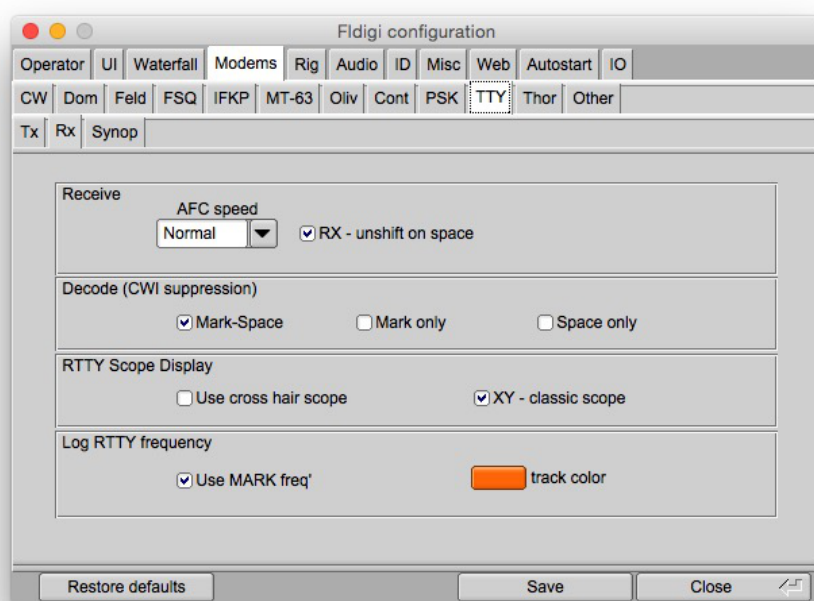 Fldigi configuration
Operator UI Waterfall Modems Rig Audio ID Misc Web Autostart IO
CW Dom Feld FSQ IFKP MT-63 Oliv Cont PSK TTY Thor Other
Tx Rx Synop
Receive
AFC speed
Normal RX - unshift on space
Decode (CWI suppression)
Mark-Space Mark only Space only
RTTY Scope Display
Use cross hair scope XY - classic scope
Log RTTY frequency
Use MARK freq' track color
Restore defaults Save Close